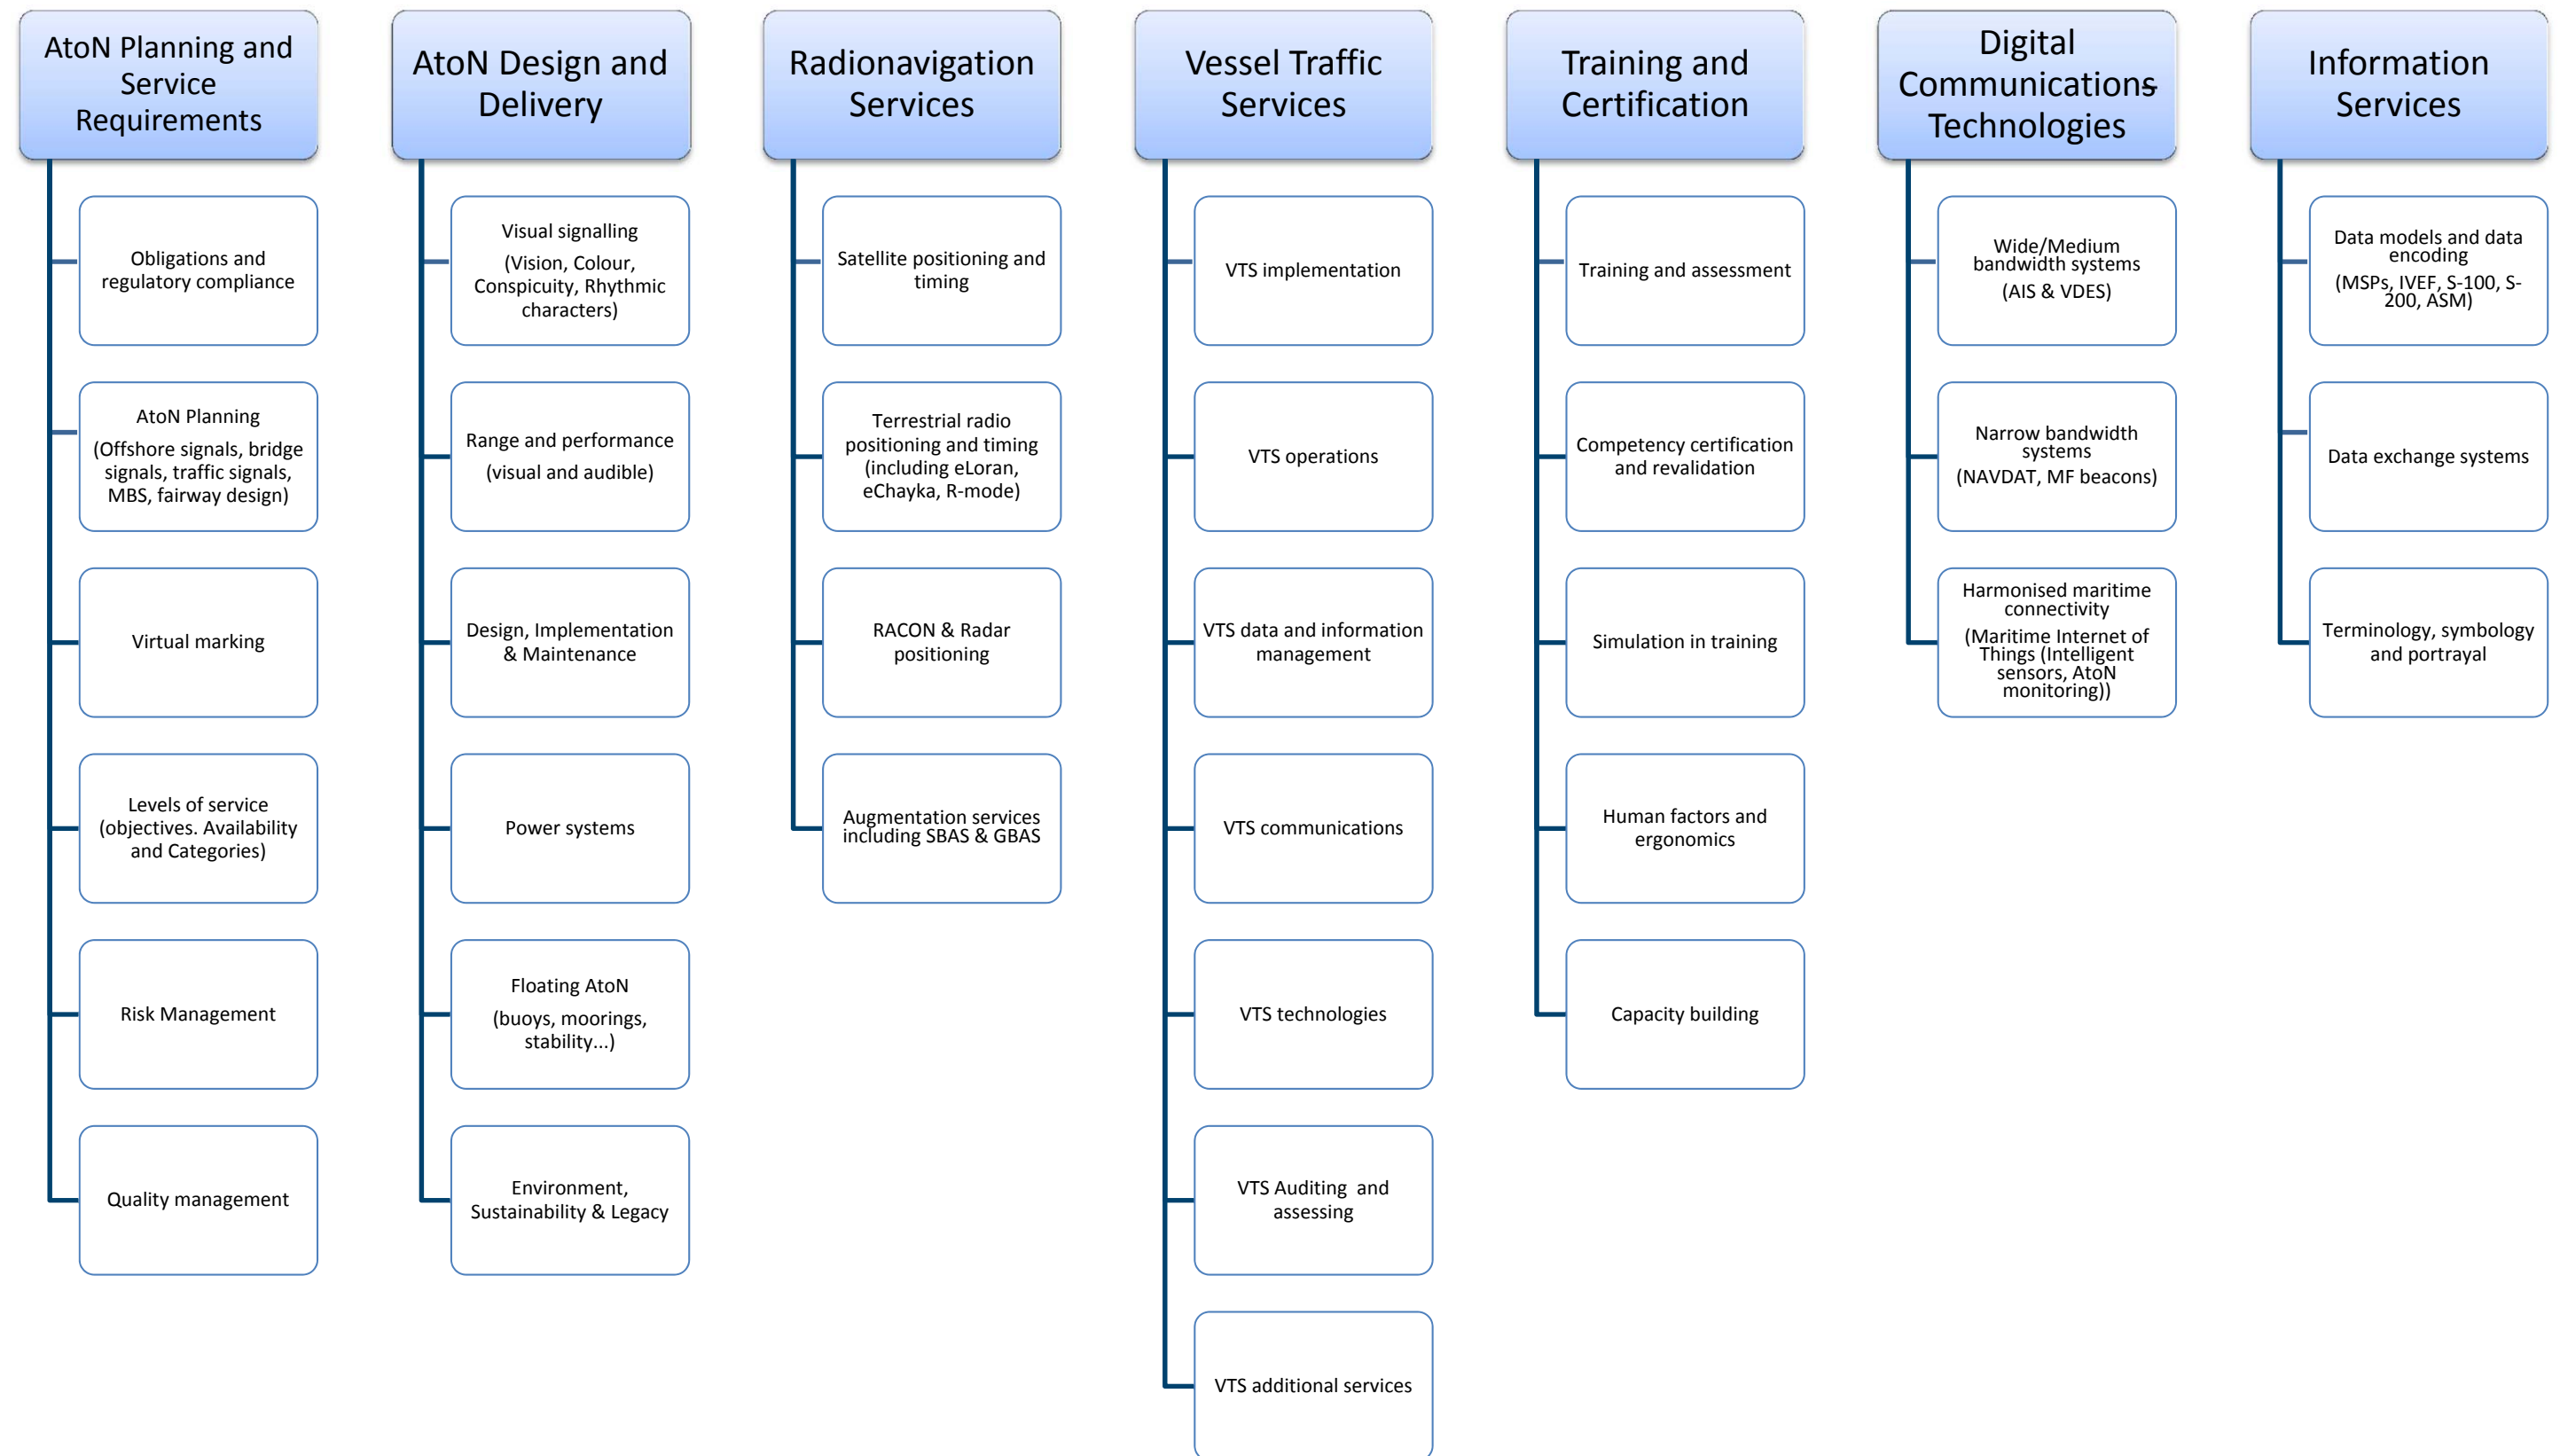 AtoN Planning and
Service
Requirements
Obligations and
regulatory compliance
AtoN Planning
(Offshore signals, bridge
signals, traffic signals,
MBS, fairway design)
Virtual marking
Levels of service
(objectives. Availability
and Categories)
Risk Management
Quality management
AtoN Design and
Delivery
Visual signalling
(Vision, Colour,
Conspicuity, Rhythmic
characters)
Range and performance
(visual and audible)
Design, Implementation
& Maintenance
Power systems
Floating AtoN
(buoys, moorings,
stability...)
Environment,
Sustainability & Legacy
Radionavigation
Services
Satellite positioning and
timing
Terrestrial radio
positioning and timing
(including eLoran,
eChayka, R-mode)
RACON & Radar
positioning
Augmentation services
including SBAS & GBAS
Vessel Traffic
Services
VTS implementation
VTS operations
VTS data and information
management
VTS communications
VTS technologies
VTS Auditing and
assessing
VTS additional services
Training and
Certification
Training and assessment
Competency certification
and revalidation
Simulation in training
Human factors and
ergonomics
Capacity building
Digital
Communications
Technologies
Wide/Medium
bandwidth systems
(AIS & VDES)
Narrow bandwidth
systems
(NAVDAT, MF beacons)
Harmonised maritime
connectivity
(Maritime Internet of
Things (Intelligent
sensors, AtoN
monitoring))
Information
Services
Data models and data
encoding
(MSPs, IVEF, S-100, S-
200, ASM)
Data exchange systems
Terminology, symbology
and portrayal